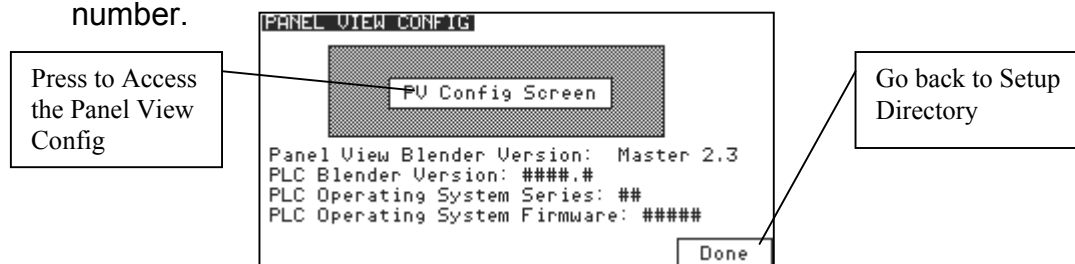 number.
PANEL VIEW CONFIG
Press to Access
the Panel View
Config
PV Config Screen
Go back to Setup
Directory
Panel View Blender Version: Master 2.3
PLC Blender Version: ####.#
PLC Operating System Series: ##
PLC Operating System Firmware: #####
Done